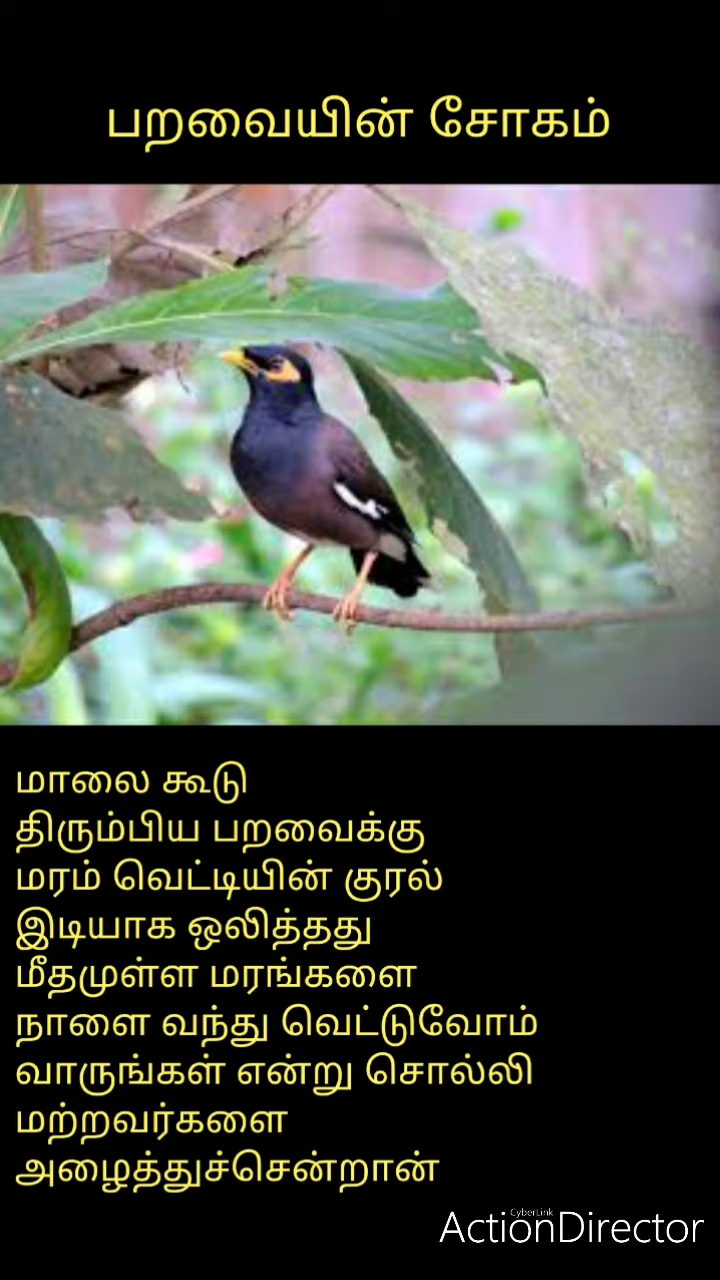 பறவையின் சோகம்
மாலை கூடு
திரும்பிய பறவைக்கு
மரம் வெட்டியின் குரல்
இடியாக ஒலித்தது
மீதமுள்ள மரங்களை
நாளை வந்து வெட்டுவோம்
வாருங்கள் என்று சொல்லி
மற்றவர்களை
அழைத்துச்சென்றான்
CyberLink
ActionDirector